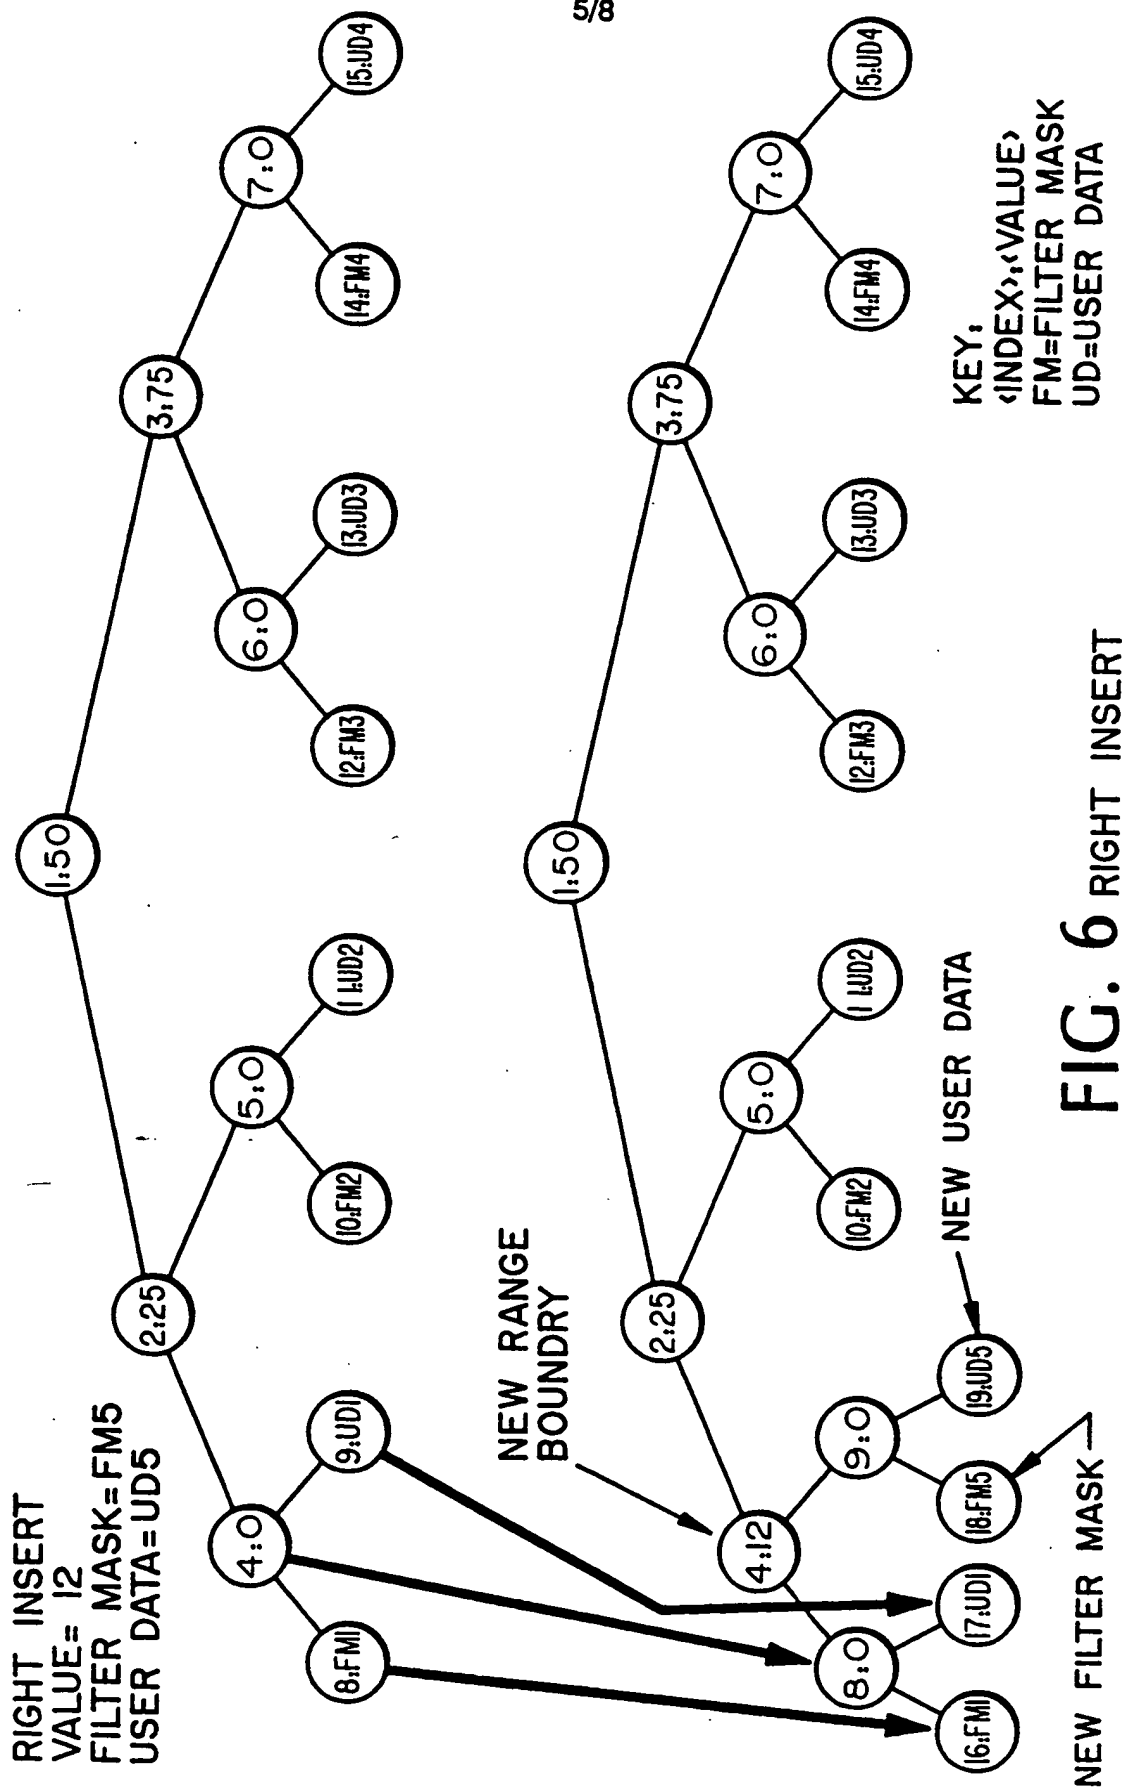 5/8
RIGHT INSERT
VALUE= 12
FILTER MASK=FM5
USER DATA=UD5
1:50
2:25
3:75
4:0
5:0
6:0
7:0
8:FM1
9:UD1
10:FM2
11:UD2
12:FM3
13:UD3
14:FM4
15:UD4
NEW RANGE
BOUNDRY
1:50
2:25
3:75
4:12
5:0
6:0
7:0
8:0
9:0
10:FM2
11:UD2
12:FM3
13:UD3
14:FM4
15:UD4
16:FM1
17:UD1
18:FM5
19:UD5
NEW FILTER MASK
NEW USER DATA
KEY:
<INDEX>:<VALUE>
FM=FILTER MASK
UD=USER DATA
FIG. 6 RIGHT INSERT